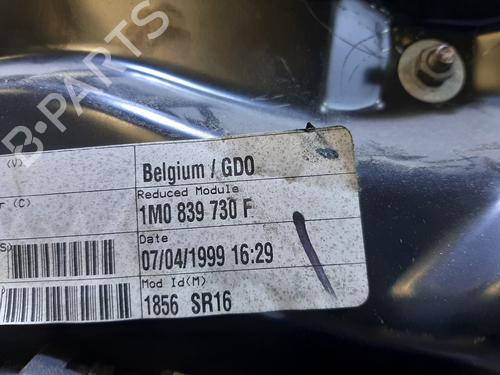 B-PARTS
(V)
Belgium / GDO
Reduced Module
r (C)
1M0 839 730 F
Date
07/04/1999 16:29
Mod Id(M)
1856 SR16